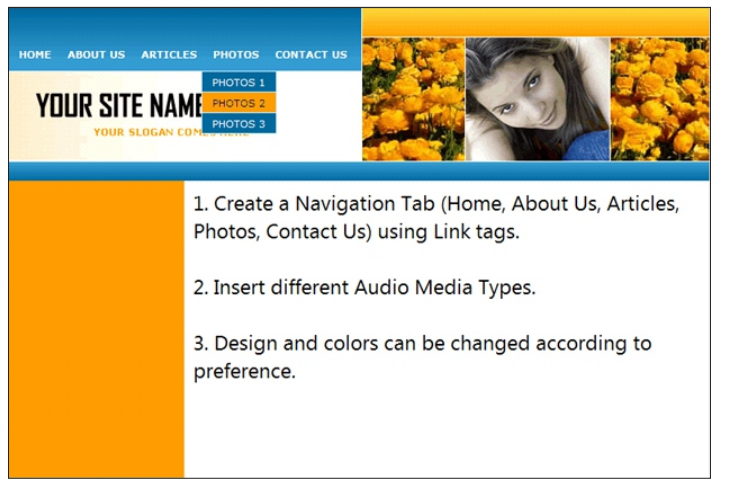 HOME ABOUT US ARTICLES PHOTOS CONTACT US
PHOTOS 1
PHOTOS 2
PHOTOS 3
YOUR SITE NAME
YOUR SLOGAN COMES HERE
1. Create a Navigation Tab (Home, About Us, Articles,
Photos, Contact Us) using Link tags.
2. Insert different Audio Media Types.
3. Design and colors can be changed according to
preference.